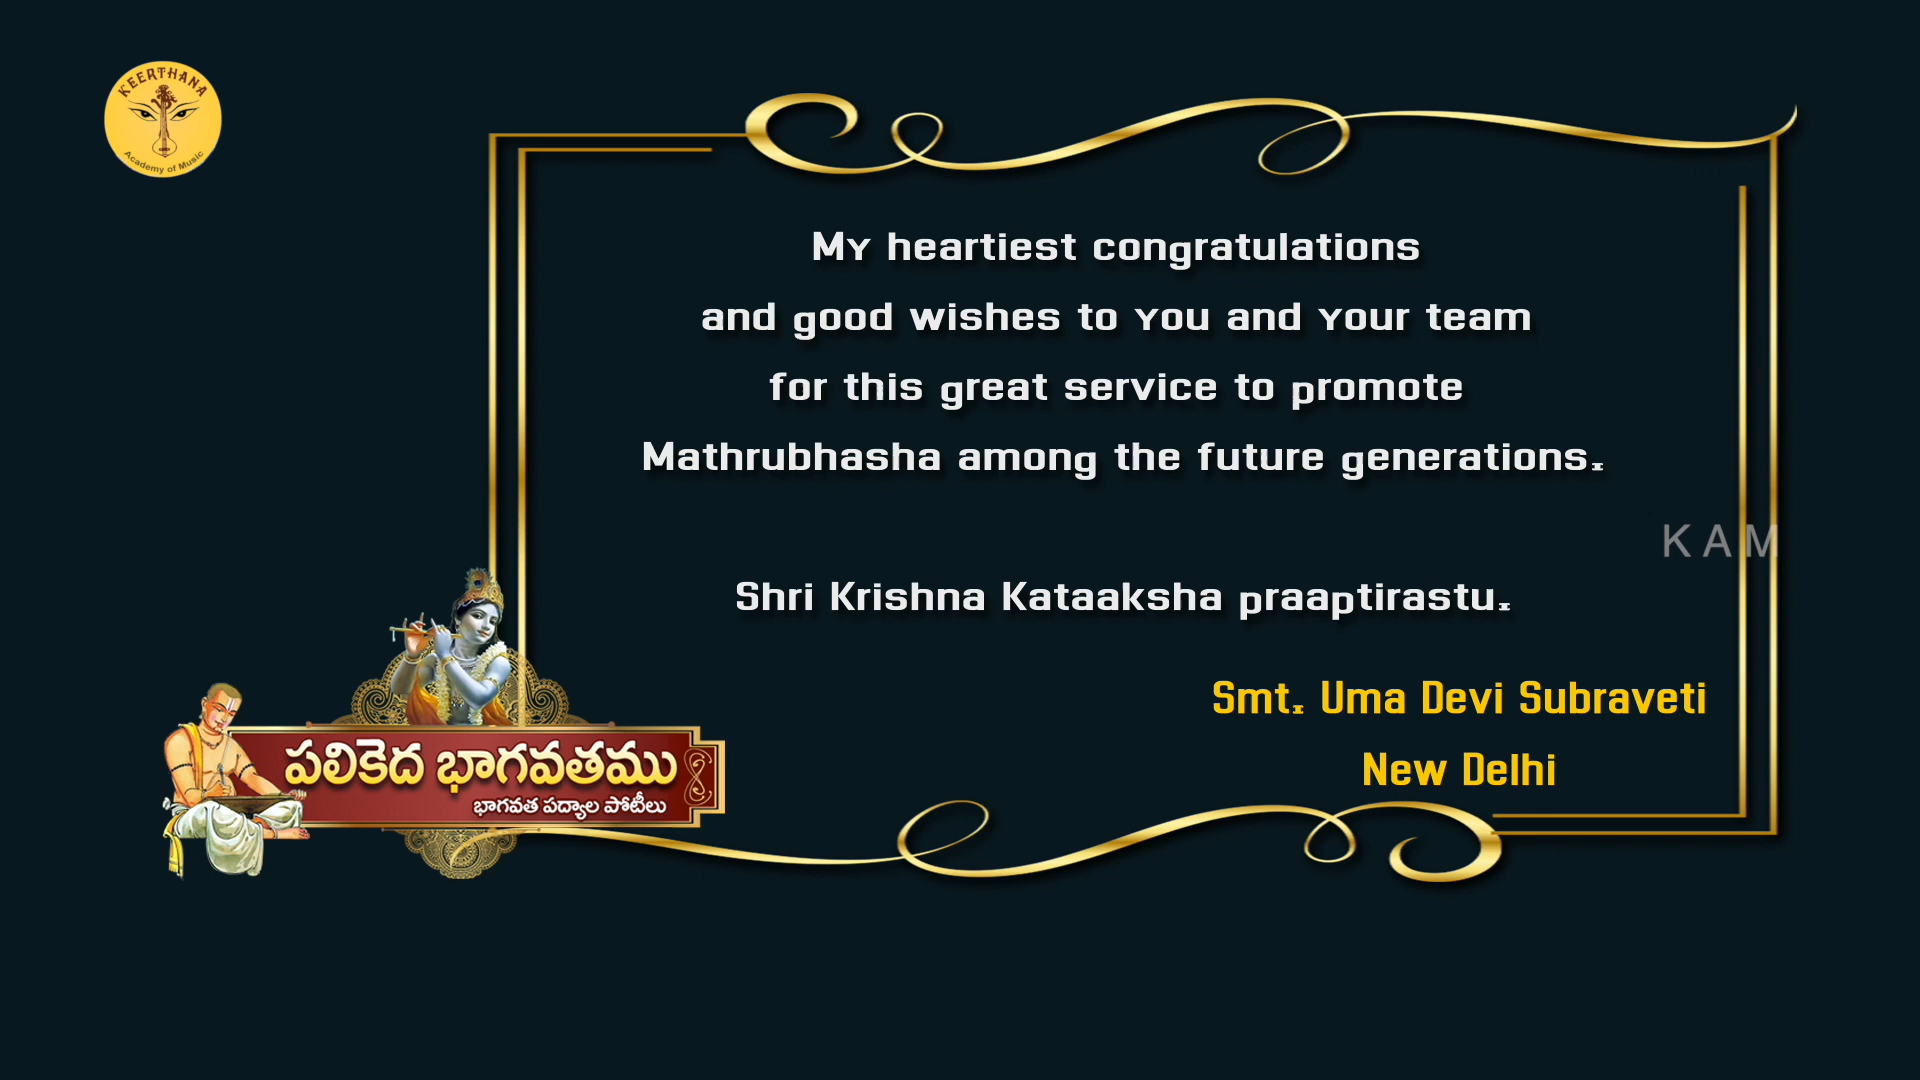 KEERTHANA
Academy of Music
My heartiest congratulations
and good wishes to you and your team
for this great service to promote
Mathrubhasha among the future generations.
KAM
Shri Krishna Kataaksha praaptirastu.
Smt. Uma Devi Subraveti
New Delhi
పలికెద భాగవతము
భాగవత పద్యాల పోటీలు